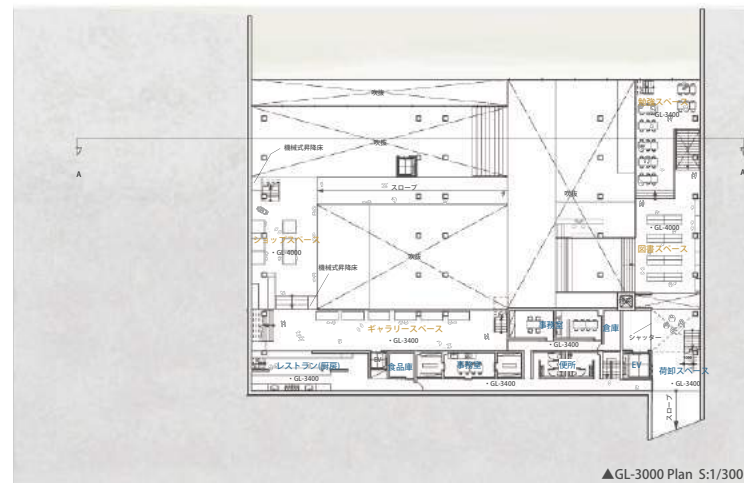 吹抜
勉強スペース
・GL-3400
吹抜
機械式昇降床
A
A
スロープ
吹抜
ショップスペース
・GL-4000
・GL-4000
図書スペース
吹抜
機械式昇降床
ギャラリースペース
・GL-3400
事務室
倉庫
・GL-3400
シャッター
レストラン(厨房)
・GL-3400
EV
食品庫
事務室
・GL-3400
便所
EV
荷卸スペース
・GL-3400
スロープ
▲GL-3000 Plan S:1/300